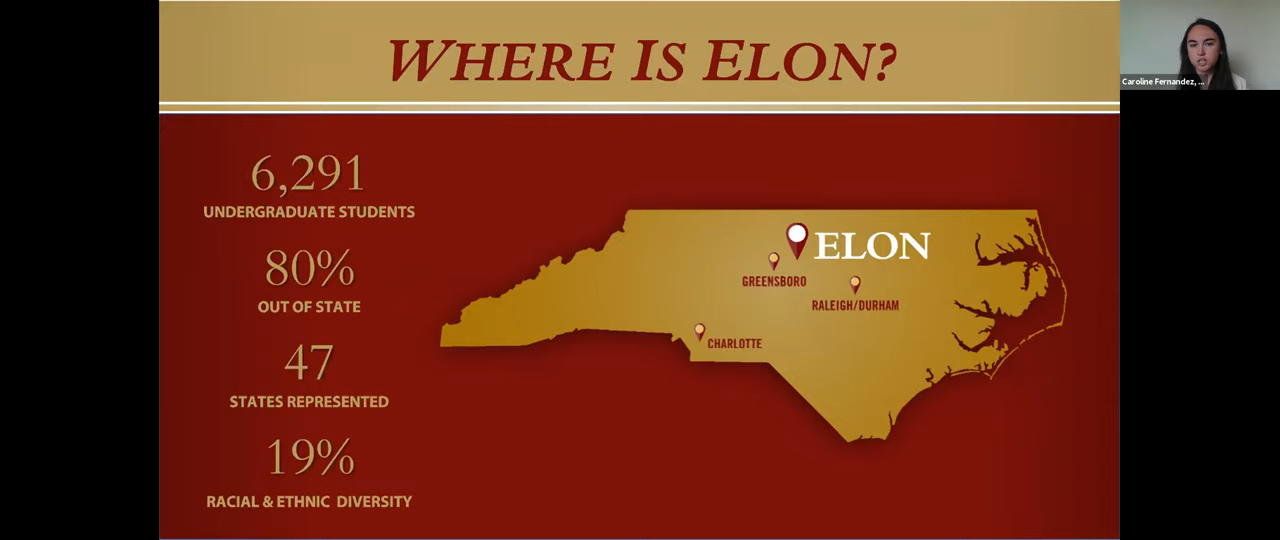 WHERE IS ELON?
Caroline Fernandez, ...
6,291
UNDERGRADUATE STUDENTS
80%
OUT OF STATE
47
STATES REPRESENTED
19%
RACIAL & ETHNIC DIVERSITY
ELON
GREENSBORO
RALEIGH/DURHAM
CHARLOTTE